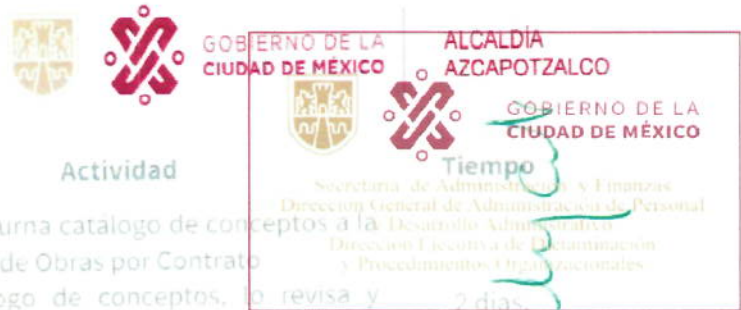 GOBIERNO DE LA
CIUDAD DE MÉXICO
ALCALDÍA
AZCAPOTZALCO
GOBIERNO DE LA
CIUDAD DE MÉXICO
Actividad
Tiempo
Secretaría de Administración y Finanzas
Dirección General de Administración de Personal
Desarrollo Administrativo
Dirección Ejecutiva de Dictaminación
y Procedimientos Organizacionales
urna catálogo de conceptos a la
de Obras por Contrato
ogo de conceptos, lo revisa y
2 días.